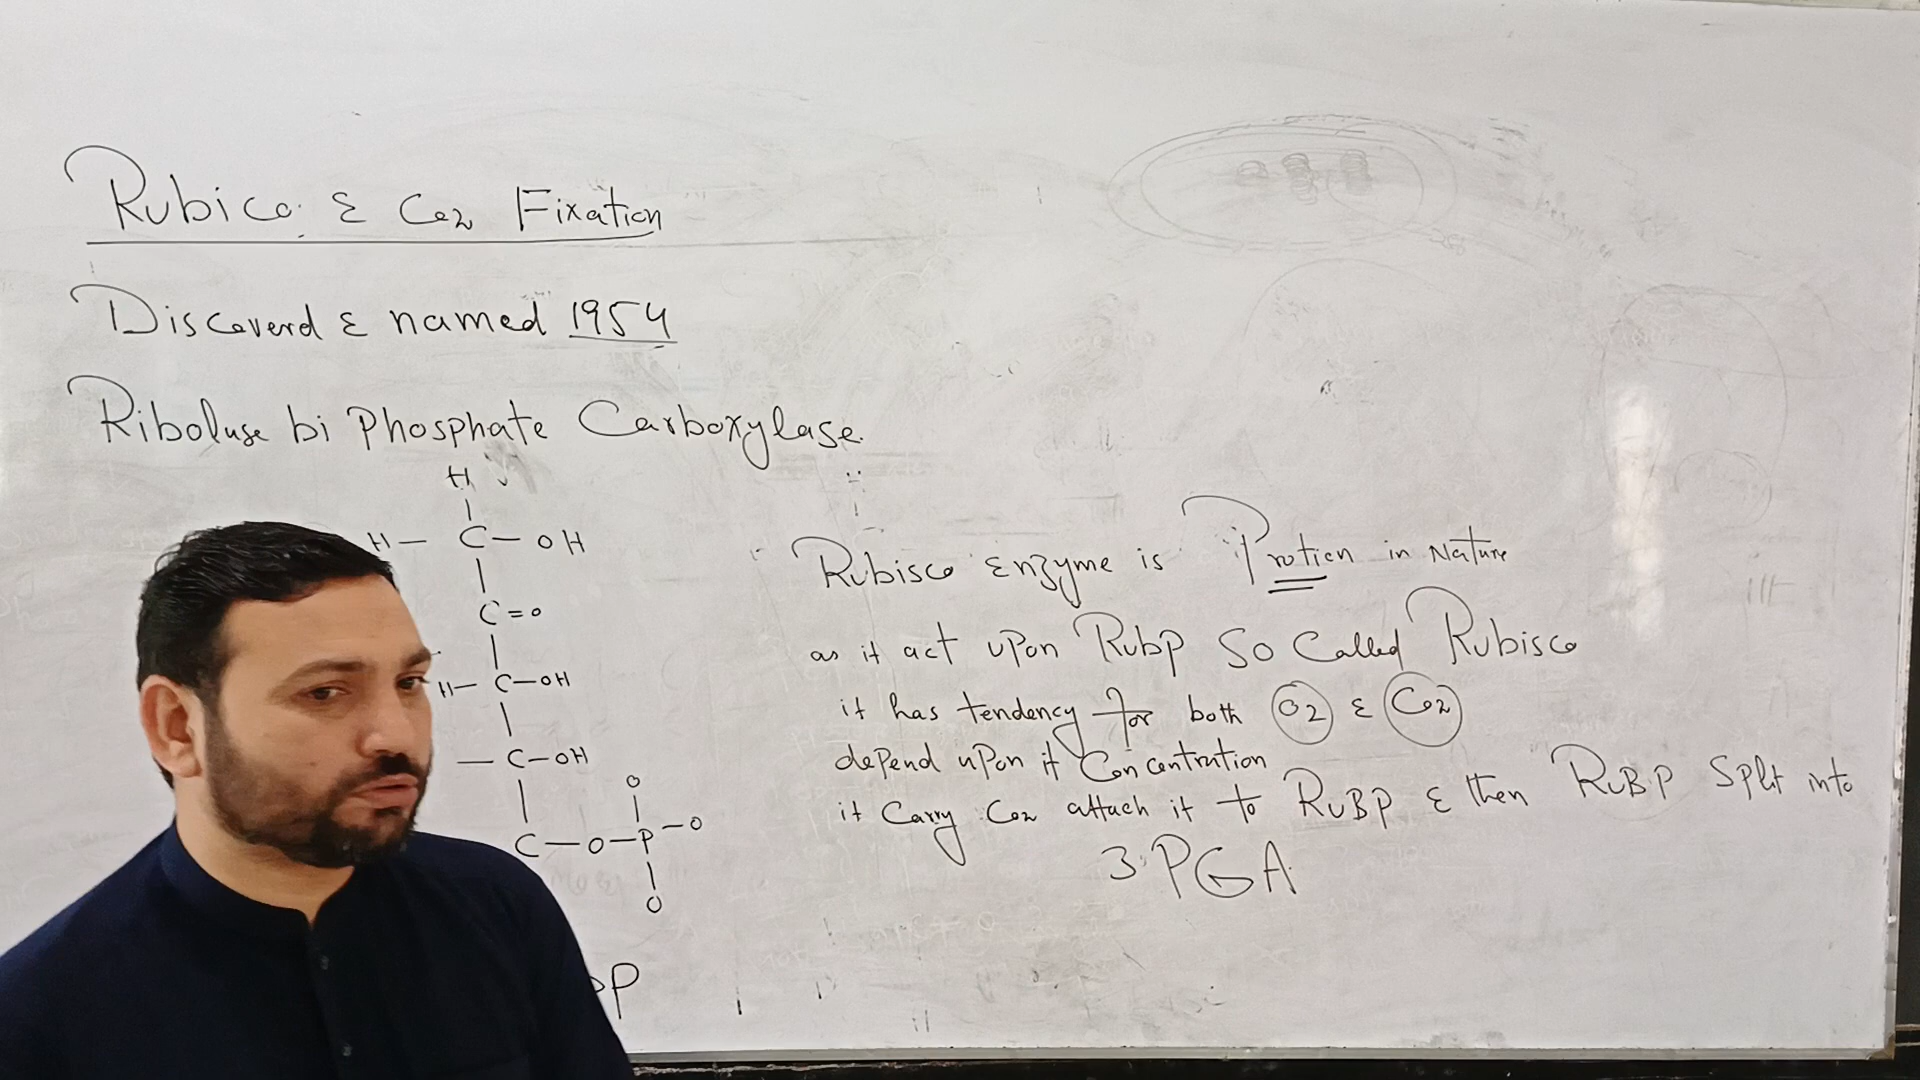 Rubico & Co2 Fixation
Discoverd & named 1954
Riboluse bi Phosphate Carboxylase.
H
H — C — OH
C = O
H — C — OH
— C — OH
O
C — O — P — O
O
P
Rubisco Enzyme is Protien in Nature
as it act upon Rubp So Called Rubisco
it has tendency for both O2 & Co2
depend upon it Concentration
it Carry Co2 attach it to RuBP & then RuBP Split into
3.PGA